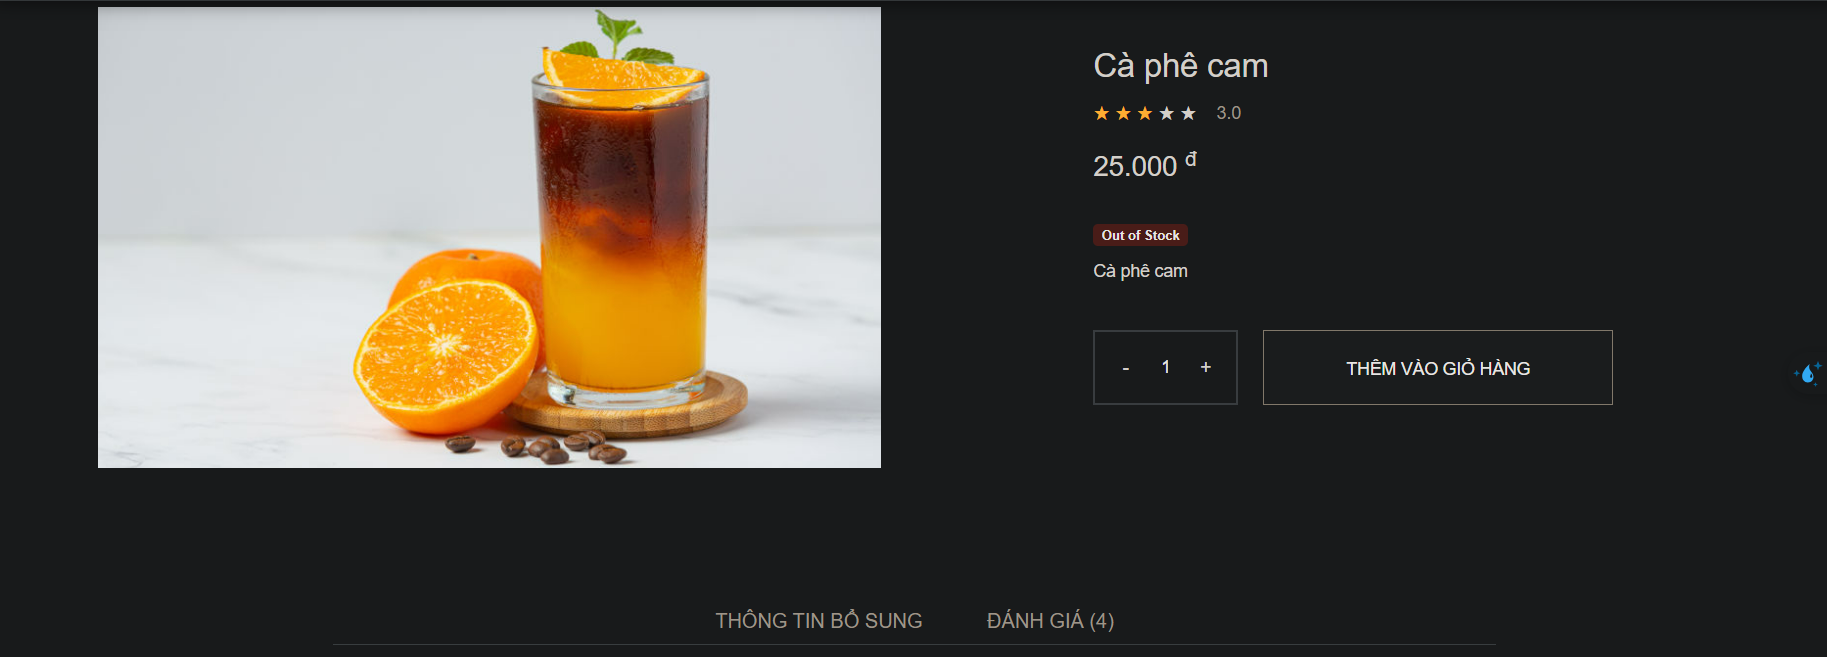 Cà phê cam
3.0
25.000 đ
Out of Stock
Cà phê cam
- 1 +
THÊM VÀO GIỎ HÀNG
THÔNG TIN BỔ SUNG
ĐÁNH GIÁ (4)